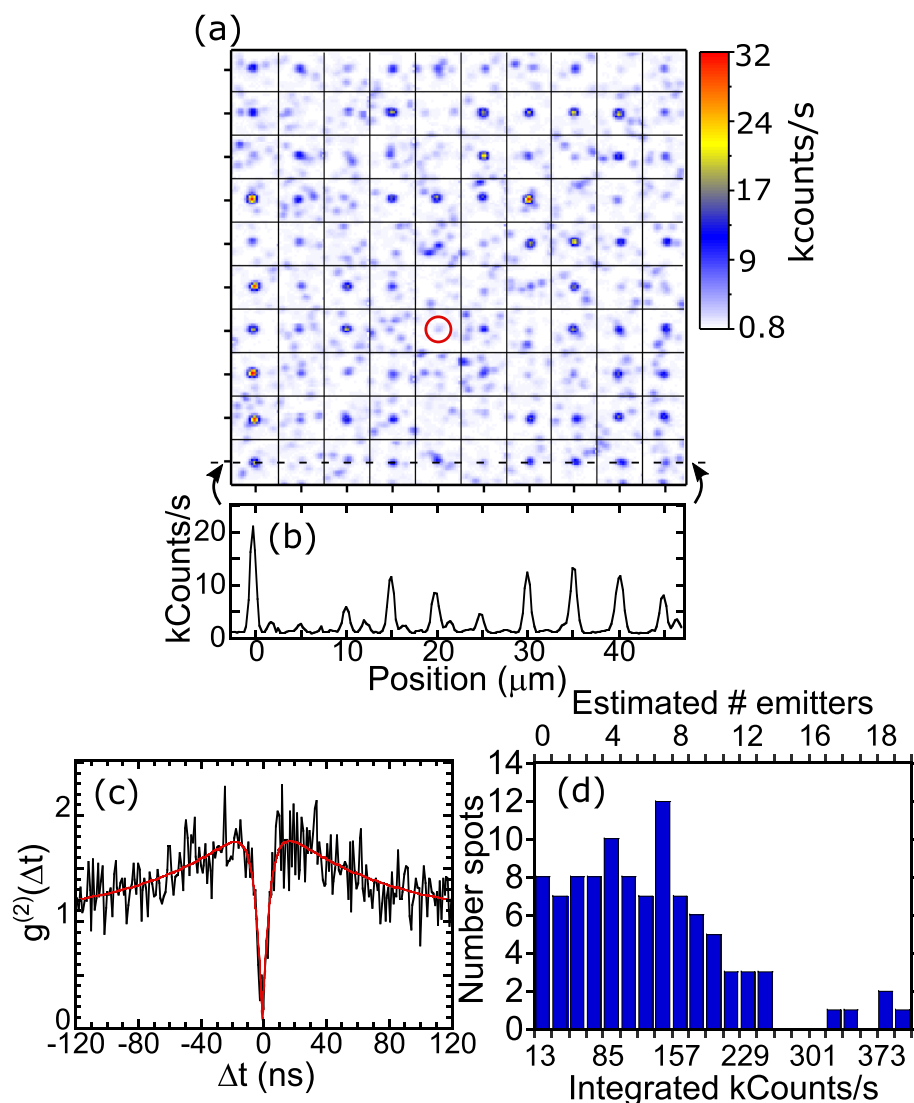 (a)
32
24
17
9
0.8
kcounts/s
(b)
kCounts/s
20
10
0
0 10 20 30 40
Position (μm)
(c)
g(2)(Δt)
2
1
0
-120 -80 -40 0 40 80 120
Δt (ns)
Estimated # emitters
0 4 8 12 16 18
(d)
Number spots
14
12
10
8
6
4
2
0
13 85 157 229 301 373
Integrated kCounts/s